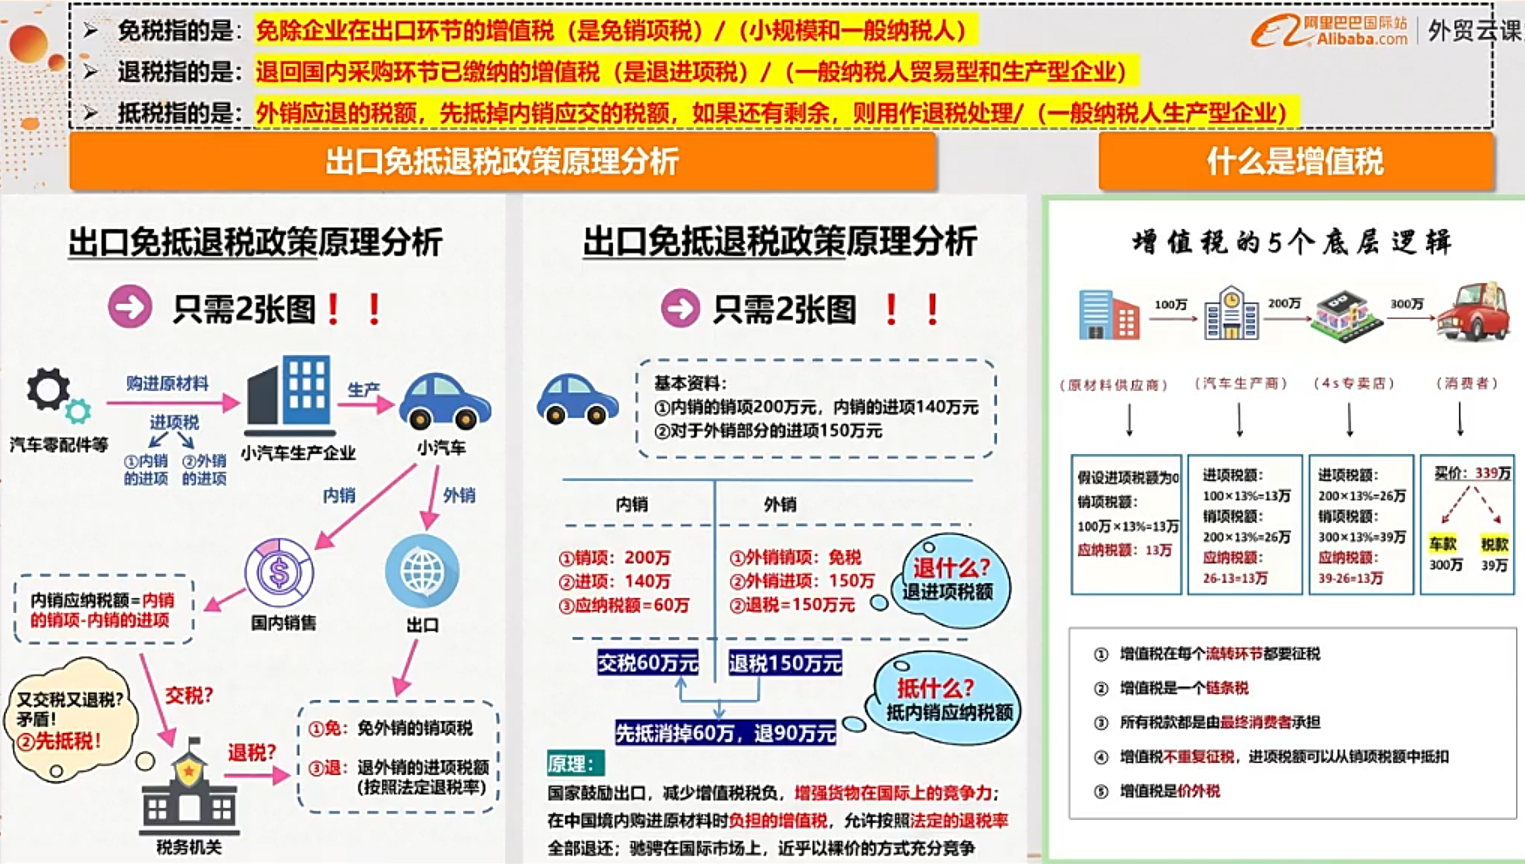 ➢ 免税指的是：免除企业在出口环节的增值税（是免销项税）/（小规模和一般纳税人）
➢ 退税指的是：退回国内采购环节已缴纳的增值税（是退进项税）/（一般纳税人贸易型和生产型企业）
➢ 抵税指的是：外销应退的税额，先抵掉内销应交的税额，如果还有剩余，则用作退税处理/（一般纳税人生产型企业）
阿里巴巴国际站
Alibaba.com
外贸云课
出口免抵退税政策原理分析
什么是增值税
出口免抵退税政策原理分析
只需2张图！！
汽车零配件等
购进原材料
进项税
①内销
的进项
②外销
的进项
小汽车生产企业
生产
小汽车
内销
外销
国内销售
出口
内销应纳税额=内销
的销项-内销的进项
又交税又退税？
矛盾！
②先抵税！
交税？
退税？
税务机关
①免：免外销的销项税
③退：退外销的进项税额
(按照法定退税率)
出口免抵退税政策原理分析
只需2张图！！
基本资料：
①内销的销项200万元，内销的进项140万元
②对于外销部分的进项150万元
内销
外销
①销项：200万
②进项：140万
③应纳税额=60万
①外销销项：免税
②外销进项：150万
②退税=150万元
退什么？
退进项税额
交税60万元
退税150万元
先抵消掉60万，退90万元
抵什么？
抵内销应纳税额
原理：
国家鼓励出口，减少增值税税负，增强货物在国际上的竞争力；
在中国境内购进原材料时负担的增值税，允许按照法定的退税率
全部退还；驰骋在国际市场上，近乎以裸价的方式充分竞争
增值税的5个底层逻辑
100万
200万
300万
（原材料供应商）
（汽车生产商）
（4s专卖店）
（消费者）
假设进项税额为0
销项税额：
100万×13%=13万
应纳税额：13万
进项税额：
100×13%=13万
销项税额：
200×13%=26万
应纳税额：
26-13=13万
进项税额：
200×13%=26万
销项税额：
300×13%=39万
应纳税额：
39-26=13万
买价：339万
车款
300万
税款
39万
① 增值税在每个流转环节都要征税
② 增值税是一个链条税
③ 所有税款都是由最终消费者承担
④ 增值税不重复征税，进项税额可以从销项税额中抵扣
⑤ 增值税是价外税